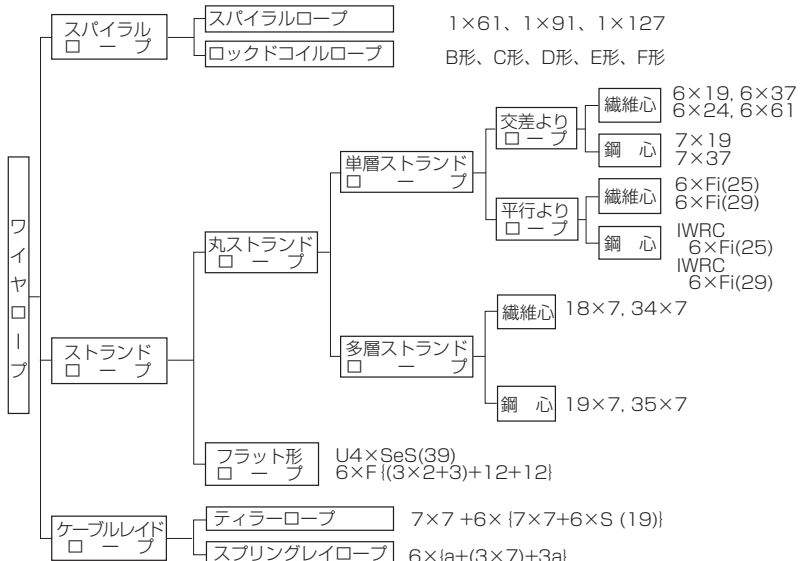 ワイヤロープ
スパイラル
ロープ
スパイラルロープ
1×61、1×91、1×127
ロックドコイルロープ
B形、C形、D形、E形、F形
ストランド
ロープ
丸ストランド
ロープ
単層ストランド
ロープ
交差より
ロープ
繊維心
6×19, 6×37
6×24, 6×61
鋼 心
7×19
7×37
平行より
ロープ
繊維心
6×Fi(25)
6×Fi(29)
鋼 心
IWRC
6×Fi(25)
IWRC
6×Fi(29)
多層ストランド
ロープ
繊維心
18×7, 34×7
鋼 心
19×7, 35×7
フラット形
ロープ
U4×SeS(39)
6×F{(3×2+3)+12+12}
ケーブルレイド
ロープ
ティラーロープ
7×7 +6× {7×7+6×S (19)}
スプリングレイロープ
6×{a+(3×7)+3a}